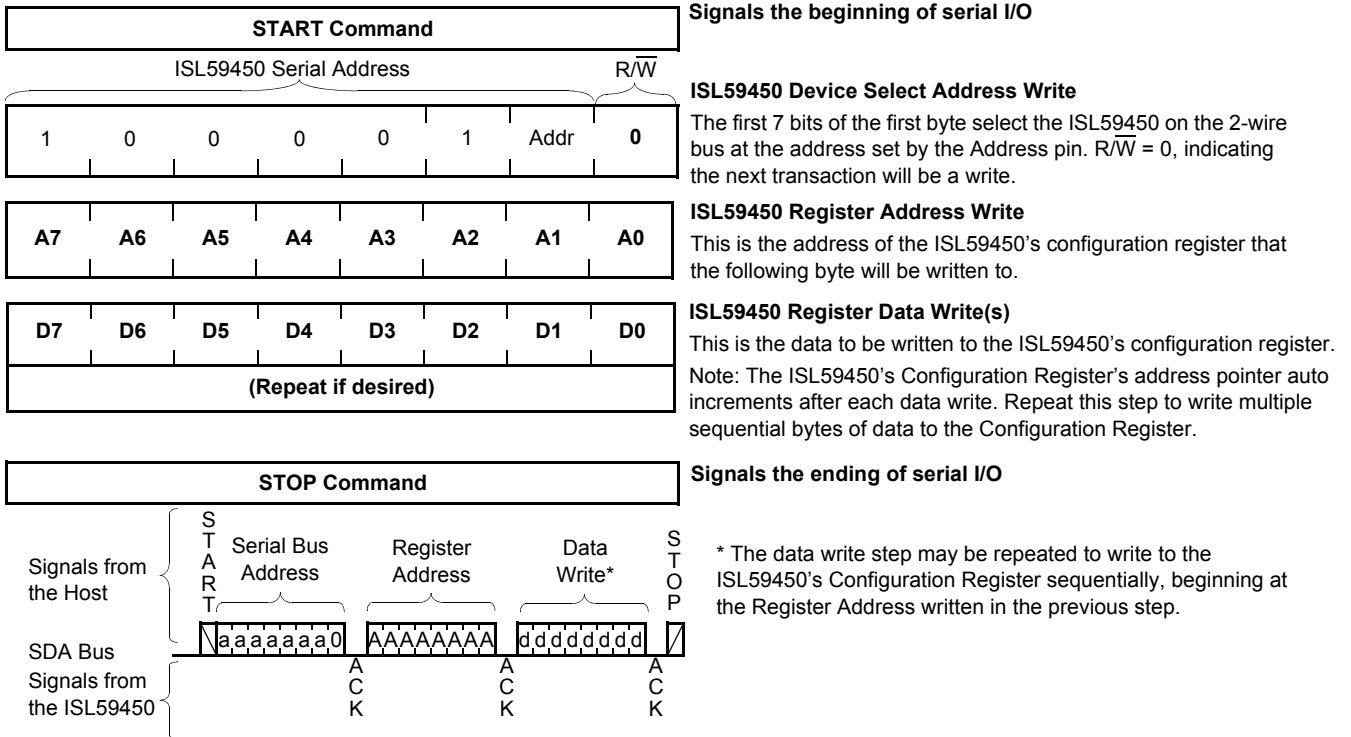 START Command
Signals the beginning of serial I/O
ISL59450 Serial Address
R/W
1 0 0 0 0 1 Addr 0
ISL59450 Device Select Address Write
The first 7 bits of the first byte select the ISL59450 on the 2-wire
bus at the address set by the Address pin. R/W = 0, indicating
the next transaction will be a write.
A7 A6 A5 A4 A3 A2 A1 A0
ISL59450 Register Address Write
This is the address of the ISL59450's configuration register that
the following byte will be written to.
D7 D6 D5 D4 D3 D2 D1 D0
(Repeat if desired)
ISL59450 Register Data Write(s)
This is the data to be written to the ISL59450's configuration register.
Note: The ISL59450's Configuration Register's address pointer auto
increments after each data write. Repeat this step to write multiple
sequential bytes of data to the Configuration Register.
STOP Command
Signals the ending of serial I/O
Signals from
the Host
START
Serial Bus
Address
Register
Address
Data
Write*
STOP
* The data write step may be repeated to write to the
ISL59450's Configuration Register sequentially, beginning at
the Register Address written in the previous step.
SDA Bus
a a a a a a a 0 A A A A A A A A d d d d d d d d
Signals from
the ISL59450
ACK
ACK
ACK